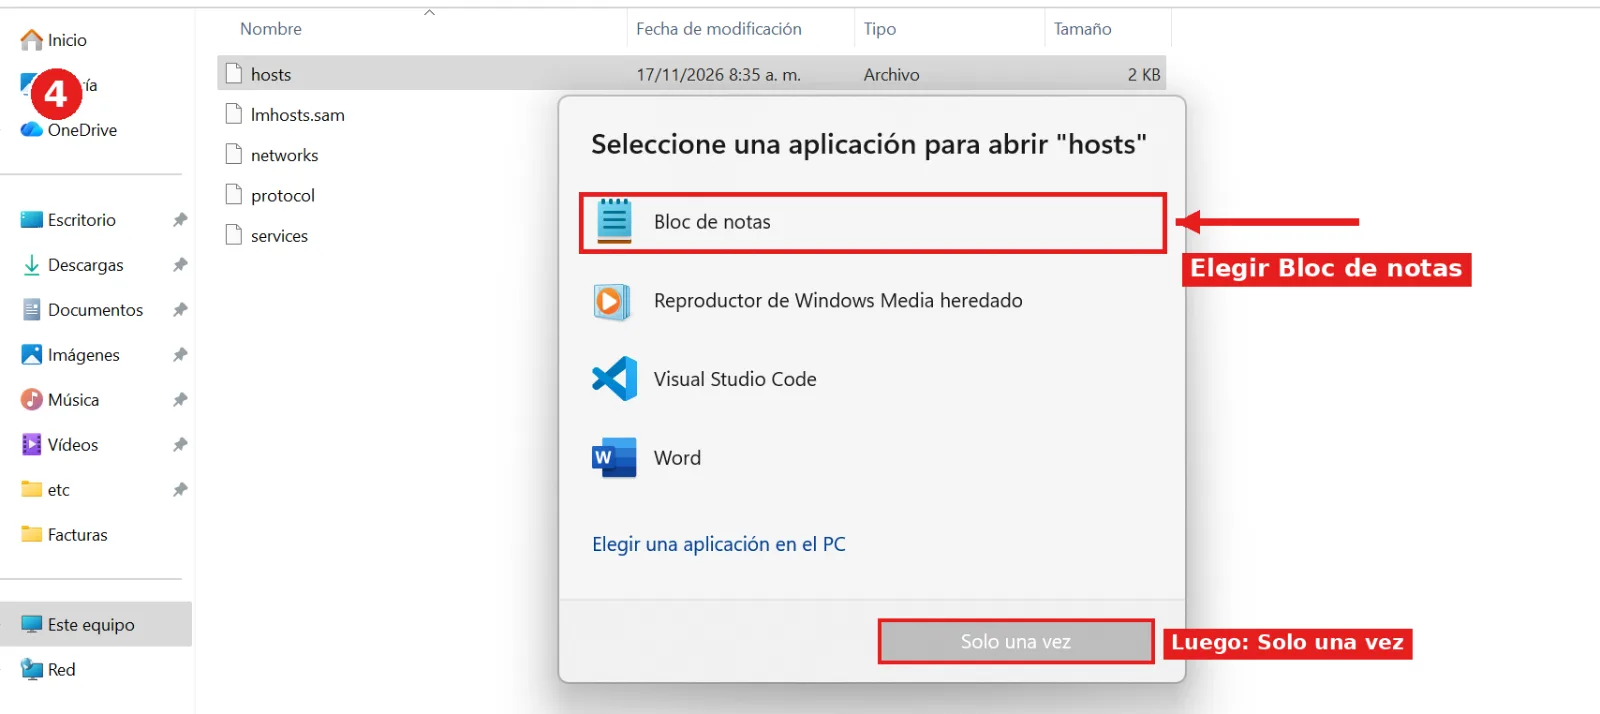 Inicio
ía
4
OneDrive
Escritorio
Descargas
Documentos
Imágenes
Música
Vídeos
etc
Facturas
Este equipo
Red
Nombre Fecha de modificación Tipo Tamaño
hosts 17/11/2026 8:35 a. m. Archivo 2 KB
lmhosts.sam
networks
protocol
services
Seleccione una aplicación para abrir "hosts"
Bloc de notas
Elegir Bloc de notas
Reproductor de Windows Media heredado
Visual Studio Code
W
Word
Elegir una aplicación en el PC
Solo una vez
Luego: Solo una vez